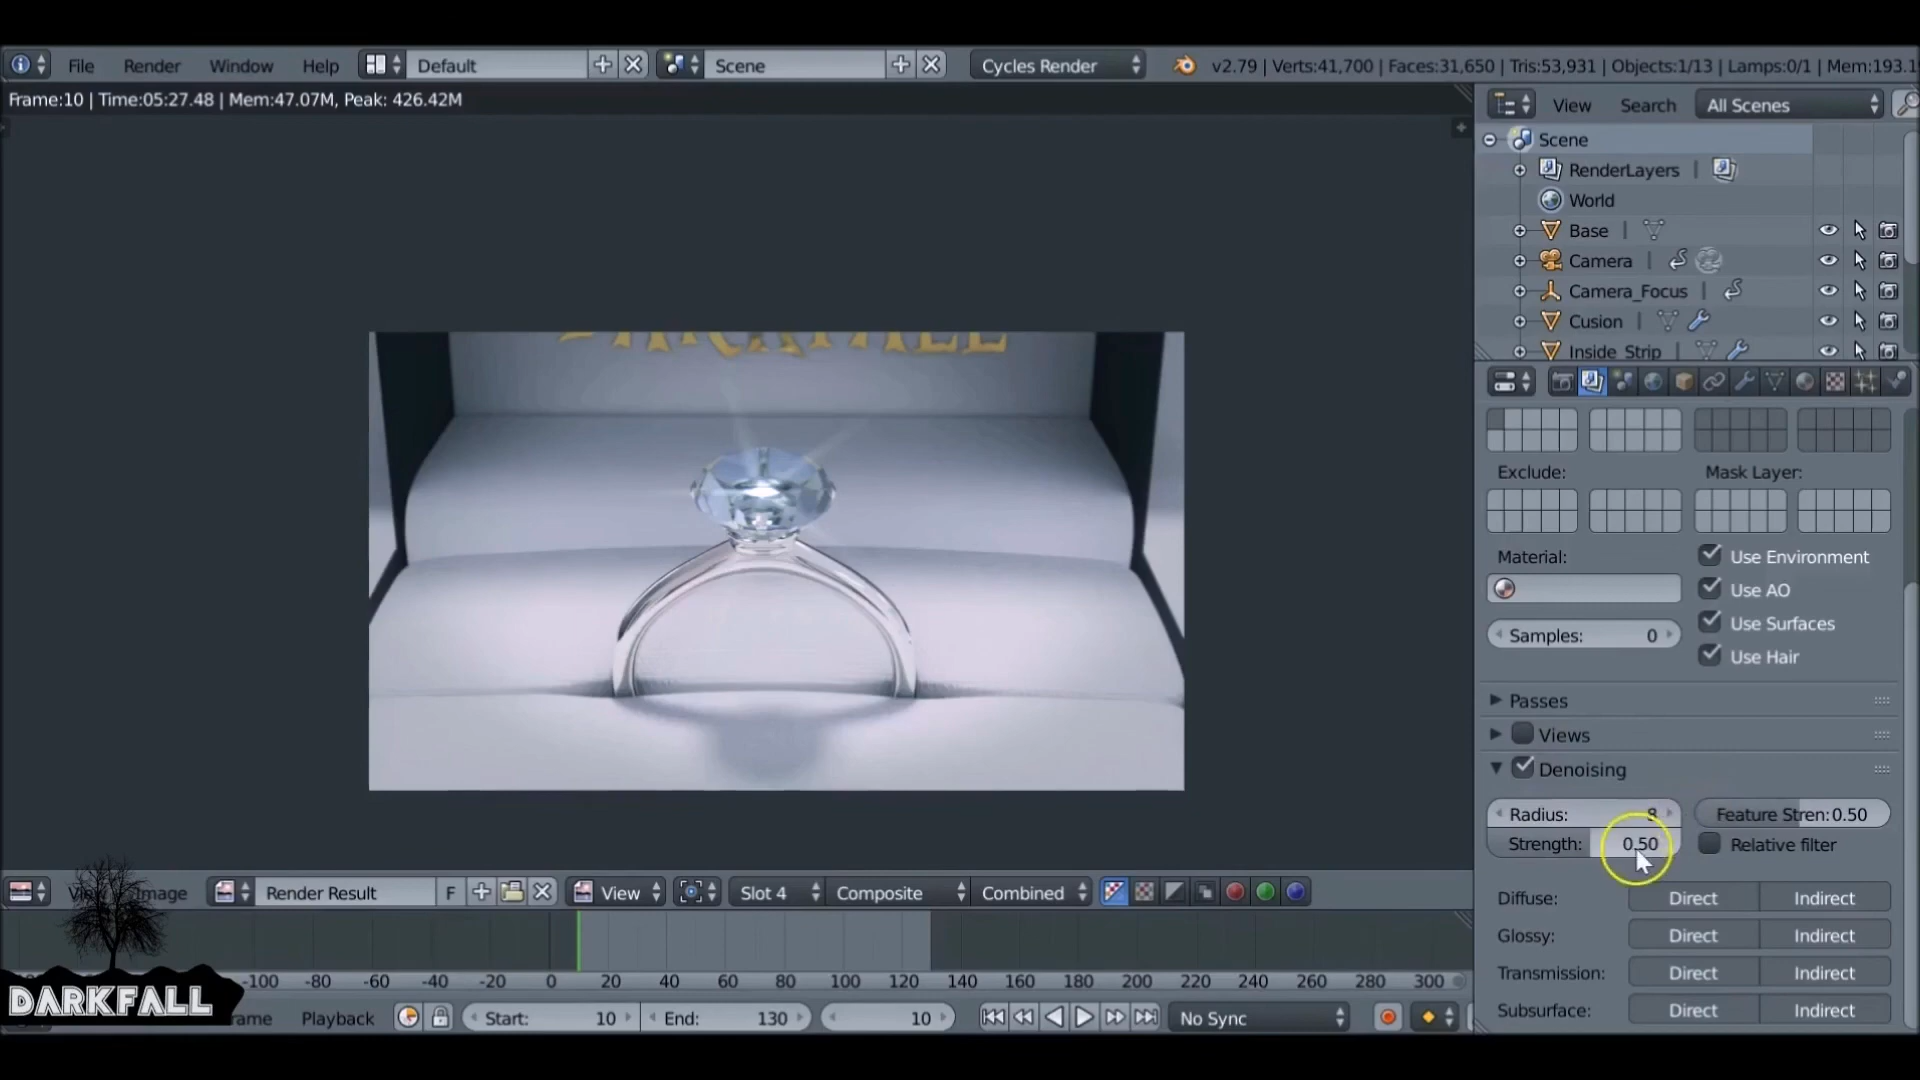 File Render Window Help Default Scene Cycles Render v2.79 | Verts:41,700 | Faces:31,650 | Tris:53,931 | Objects:1/13 | Lamps:0/1 | Mem:193.1
Frame:10 | Time:05:27.48 | Mem:47.07M, Peak: 426.42M
View Search All Scenes
Scene
RenderLayers
World
Base
Camera
Camera_Focus
Cusion
Inside_Strip
DARKFALL
Exclude: Mask Layer:
Material: Use Environment
Use AO
Samples: 0 Use Surfaces
Use Hair
Passes
Views
Denoising
Radius: 8 Feature Stren:0.50
Strength: 0.50 Relative filter
Diffuse: Direct Indirect
Glossy: Direct Indirect
Transmission: Direct Indirect
Subsurface: Direct Indirect
Image Render Result F View Slot 4 Composite Combined
-100 -80 -60 -40 -20 0 20 40 60 80 100 120 140 160 180 200 220 240 260 280 300
DARKFALL
Playback Start: 10 End: 130 10 No Sync